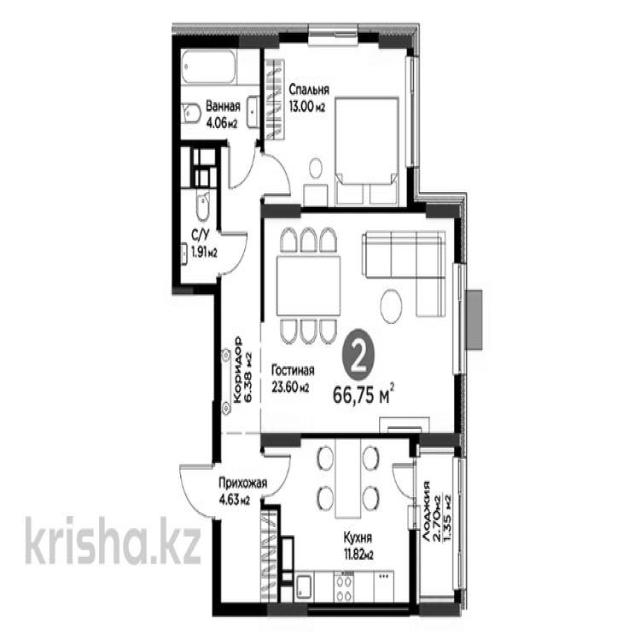 Спальня
13.00 м2
Ванная
4.06 м2
С/У
1.91 м2
Коридор
6.38 м2
Гостиная
23.60 м2
2
66,75 м2
Прихожая
4.63 м2
Кухня
11.82 м2
Лоджия
2.70 м2
1.35 м2
krisha.kz